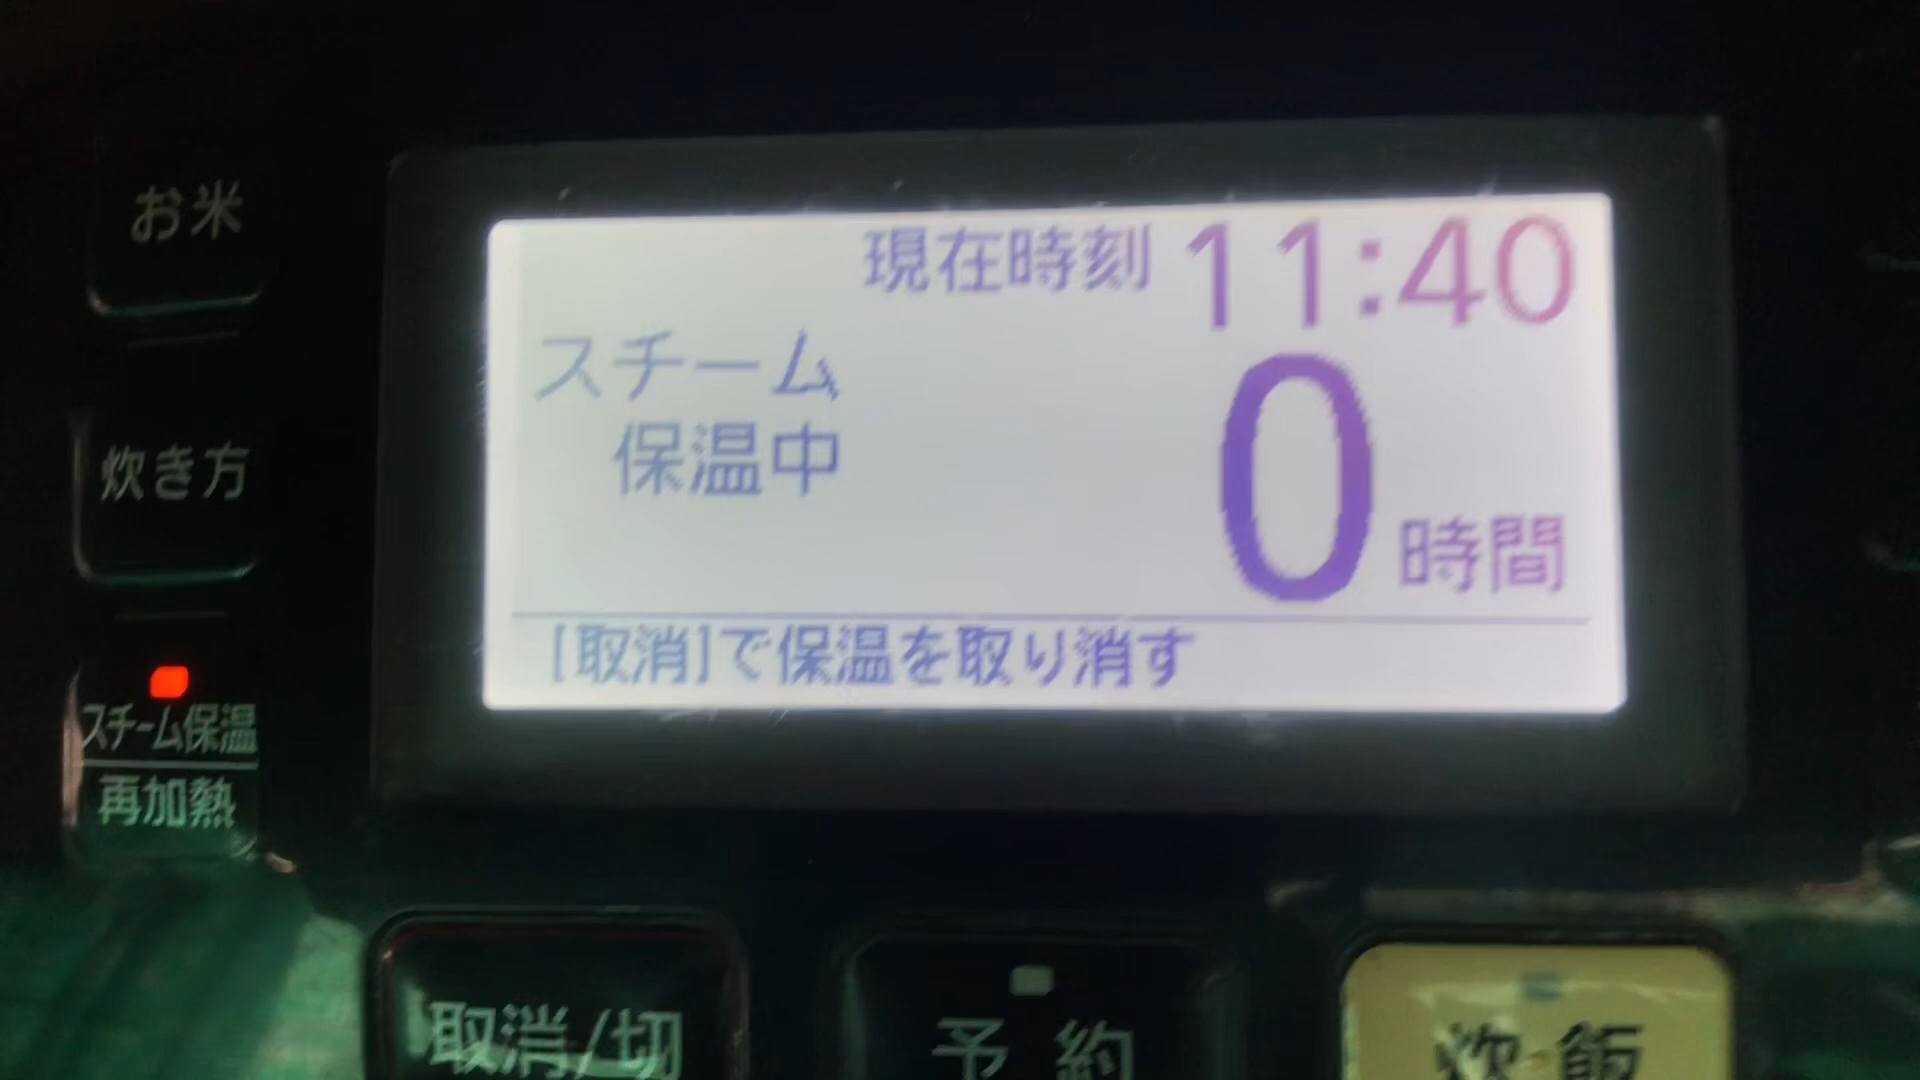 お米
炊き方
スチーム保温
再加熱
現在時刻 11:40
スチーム
保温中
0時間
[取消]で保温を取り消す
取消/切
予約
炊飯